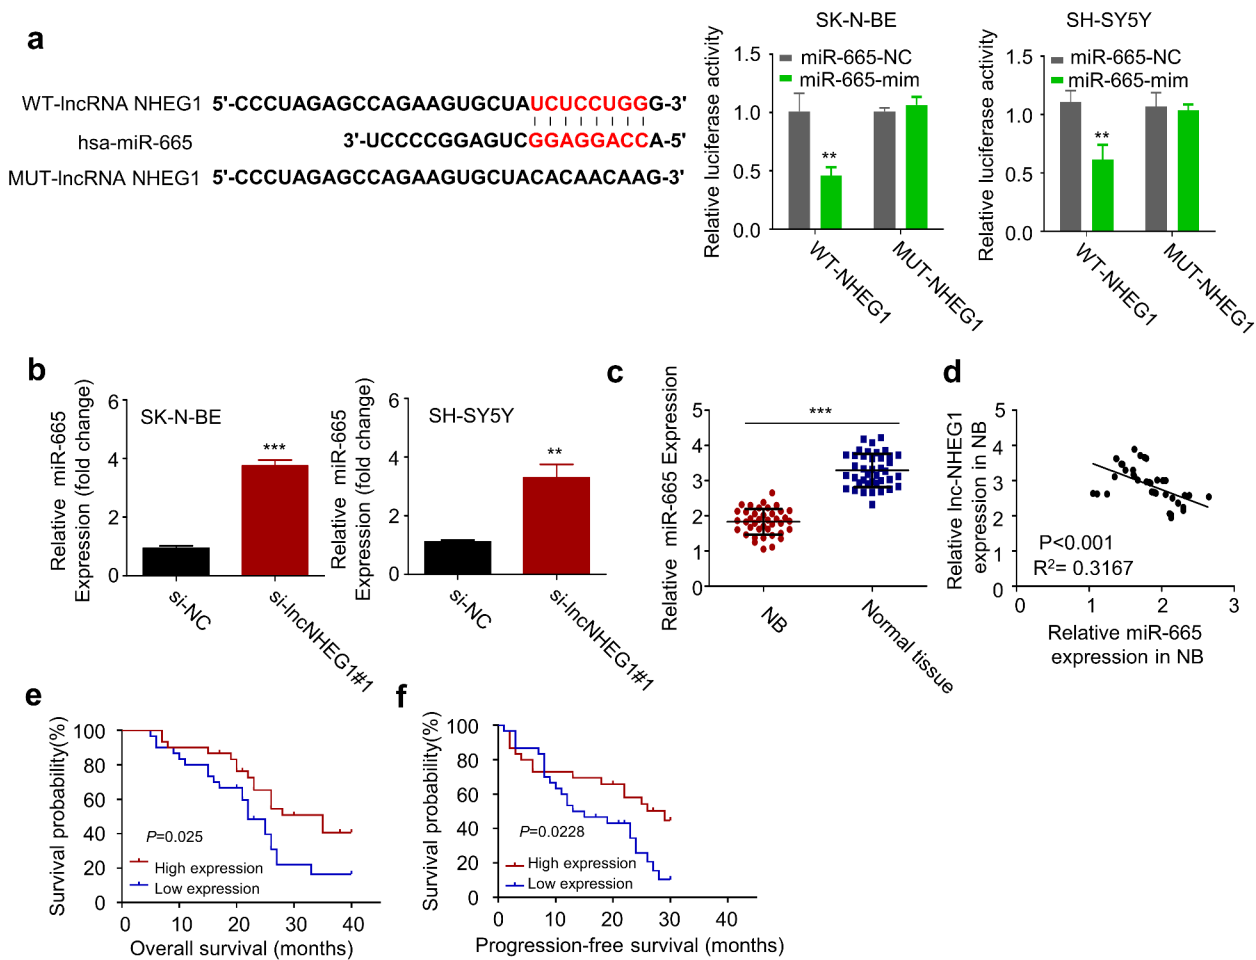 a
WT-lncRNA NHEG1 5'-CCCUAGAGCCAGAAGUGCUAUCUCCUGGG-3'
hsa-miR-665 3'-UCCCCGGAGUCGGAGGACCA-5'
MUT-lncRNA NHEG1 5'-CCCUAGAGCCAGAAGUGCUACACAACAAG-3'
SK-N-BE
Relative luciferase activity
1.5
1.0
0.5
0.0
miR-665-NC
miR-665-mim
**
WT-NHEG1
MUT-NHEG1
SH-SY5Y
Relative luciferase activity
1.5
1.0
0.5
0.0
miR-665-NC
miR-665-mim
**
WT-NHEG1
MUT-NHEG1
b
Relative miR-665
Expression (fold change)
6
4
2
0
SK-N-BE
***
si-NC
si-lncNHEG1#1
Relative miR-665
Expression (fold change)
6
4
2
0
SH-SY5Y
**
si-NC
si-lncNHEG1#1
c
Relative miR-665 Expression
5
4
3
2
1
0
***
NB
Normal tissue
d
Relative lnc-NHEG1
expression in NB
5
4
3
2
1
0
P<0.001
R2= 0.3167
0 1 2 3
Relative miR-665
expression in NB
e
Survival probability(%)
100
80
60
40
20
0
P=0.025
High expression
Low expression
0 10 20 30 40
Overall survival (months)
f
Survival probability(%)
100
80
60
40
20
0
P=0.0228
High expression
Low expression
0 10 20 30 40
Progression-free survival (months)